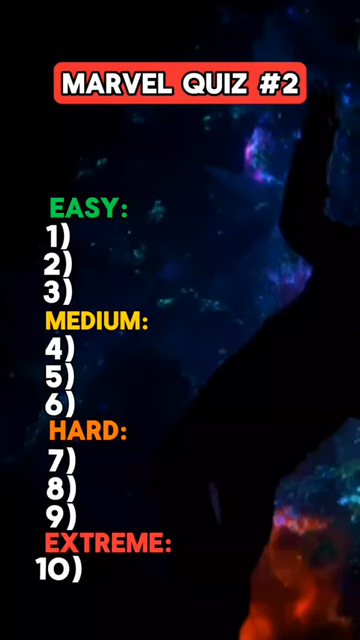 MARVEL QUIZ #2
EASY:
1)
2)
3)
MEDIUM:
4)
5)
6)
HARD:
7)
8)
9)
EXTREME:
10)